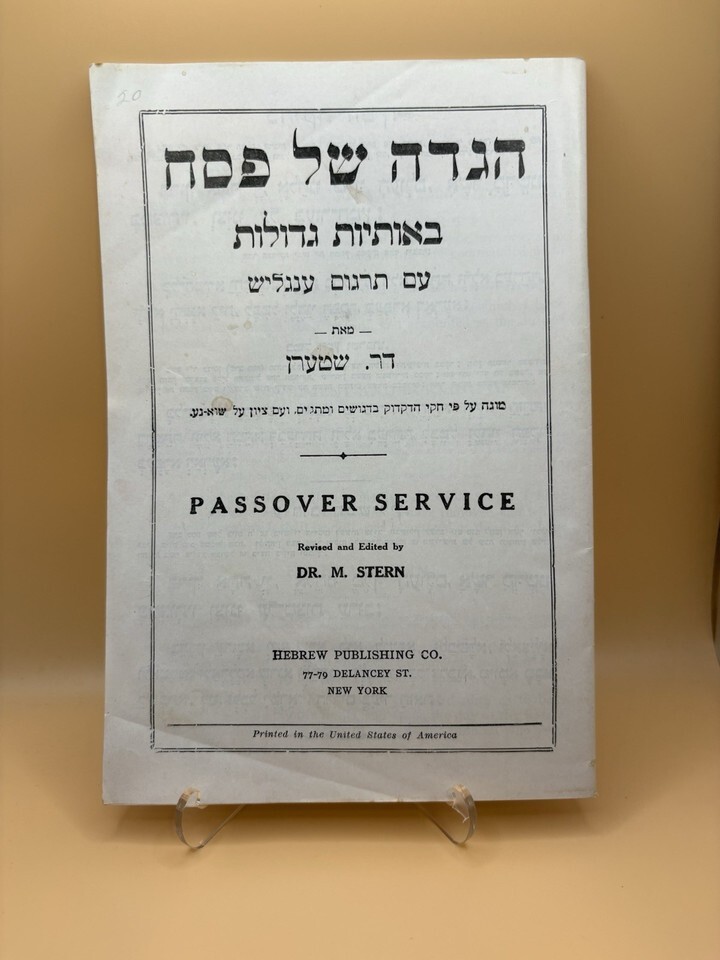 20
הגדה של פסח
באותיות גדולות
עם תרגום ענגליש
— מאת —
דר. שטערן
מוגה על פי חקי הדקדוק בדגושים ומתגים, ועם ציון על שוא-נע.
PASSOVER SERVICE
Revised and Edited by
DR. M. STERN
HEBREW PUBLISHING CO.
77-79 DELANCEY ST.
NEW YORK
Printed in the United States of America